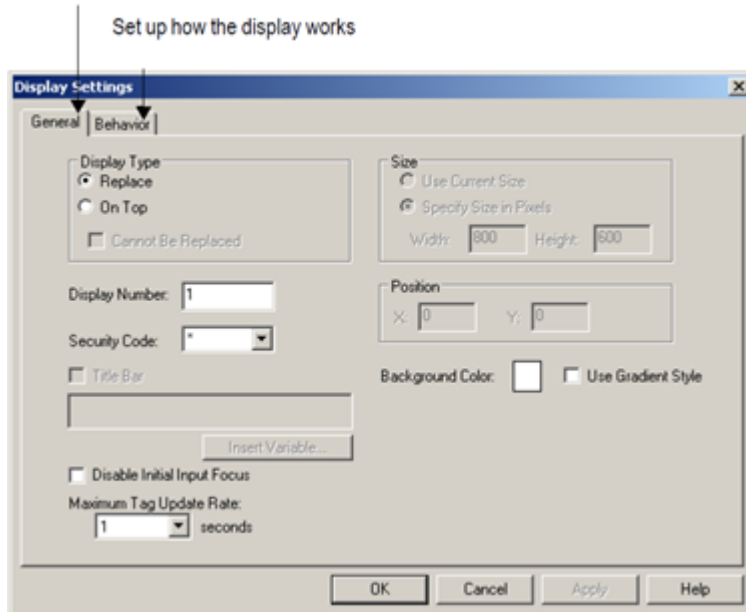 Set up how the display works
Display Settings
General Behavior
Display Type
Replace
On Top
Cannot Be Replaced
Size
Use Current Size
Specify Size in Pixels
Width: 800 Height: 600
Display Number: 1
Position
X: 0 Y: 0
Security Code: *
Title Bar
Background Color: Use Gradient Style
Insert Variable...
Disable Initial Input Focus
Maximum Tag Update Rate:
1 seconds
OK Cancel Apply Help